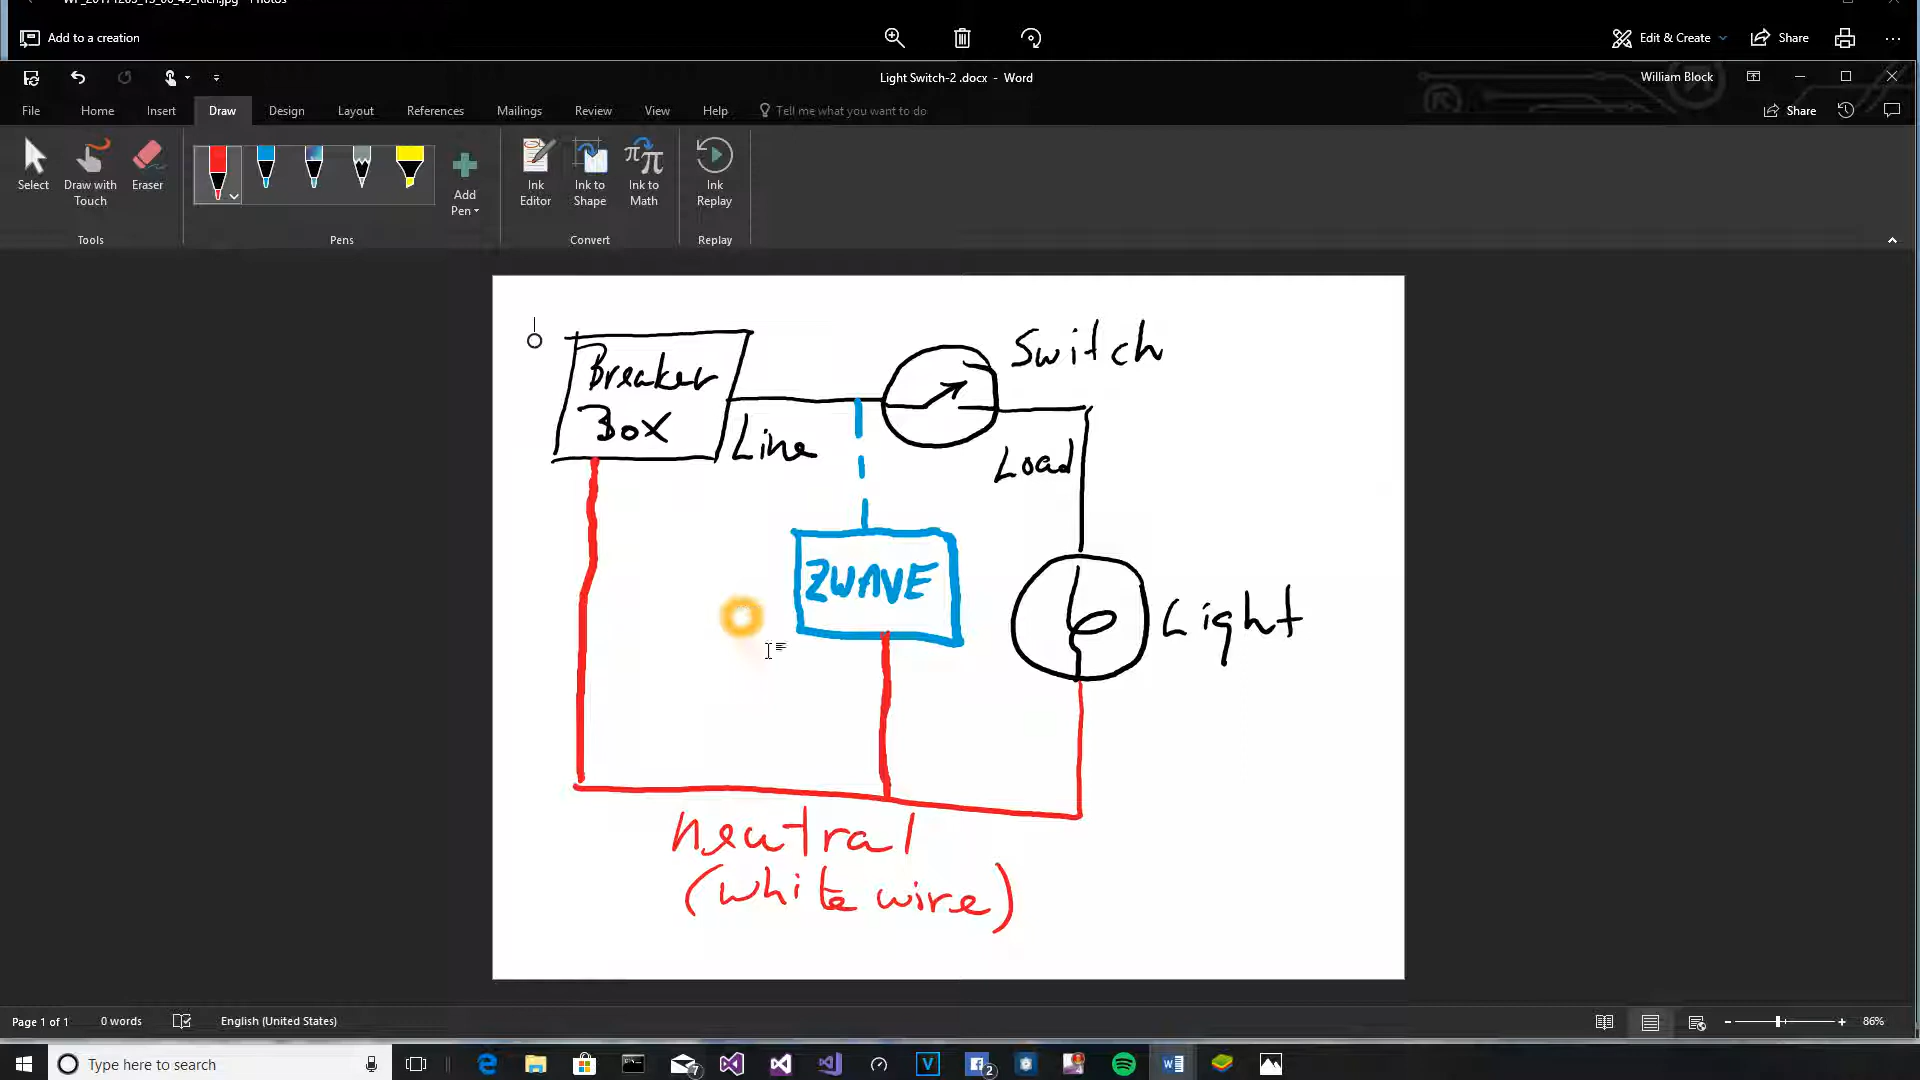 Add to a creation
Edit & Create
Share
Light Switch-2 .docx - Word
William Block
File
Home
Insert
Draw
Design
Layout
References
Mailings
Review
View
Help
Tell me what you want to do
Share
Select
Draw with
Touch
Eraser
Add
Pen
Ink
Editor
Ink to
Shape
Ink to
Math
Ink
Replay
Tools
Pens
Convert
Replay
Breaker
Box
Switch
Line
Load
ZWAVE
Light
neutral
(white wire)
Page 1 of 1
0 words
English (United States)
86%
Type here to search
7
V
2